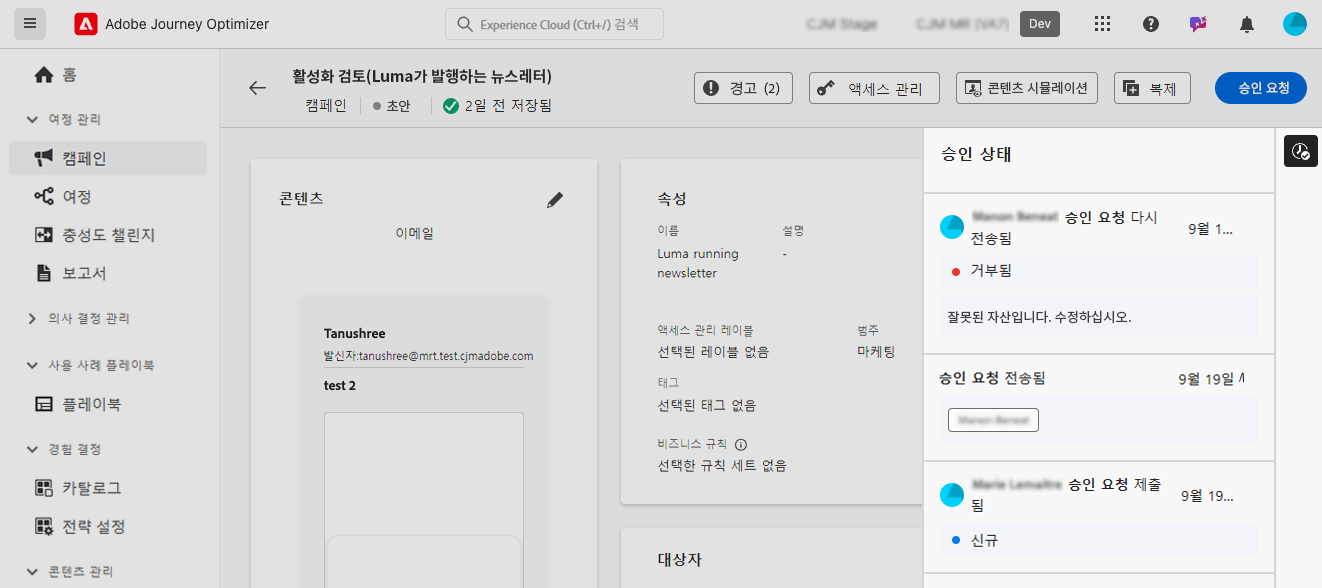 Adobe Journey Optimizer
Experience Cloud (Ctrl+/) 검색
CJM Stage
CJM MR (VA7)
Dev
홈
여정 관리
캠페인
여정
충성도 챌린지
보고서
의사 결정 관리
사용 사례 플레이북
플레이북
경험 결정
카탈로그
전략 설정
콘텐츠 관리
활성화 검토(Luma가 발행하는 뉴스레터)
캠페인
초안
2일 전 저장됨
경고 (2)
액세스 관리
콘텐츠 시뮬레이션
복제
승인 요청
콘텐츠
이메일
Tanushree
발신자:tanushree@mrt.test.cjmadobe.com
test 2
속성
이름
설명
Luma running
newsletter
-
액세스 관리 레이블
범주
선택된 레이블 없음
마케팅
태그
선택된 태그 없음
비즈니스 규칙
선택한 규칙 세트 없음
대상자
승인 상태
승인 요청 다시
전송됨
9월 1...
거부됨
잘못된 자산입니다. 수정하십시오.
승인 요청 전송됨
9월 19일
승인 요청 제출
됨
9월 19...
신규